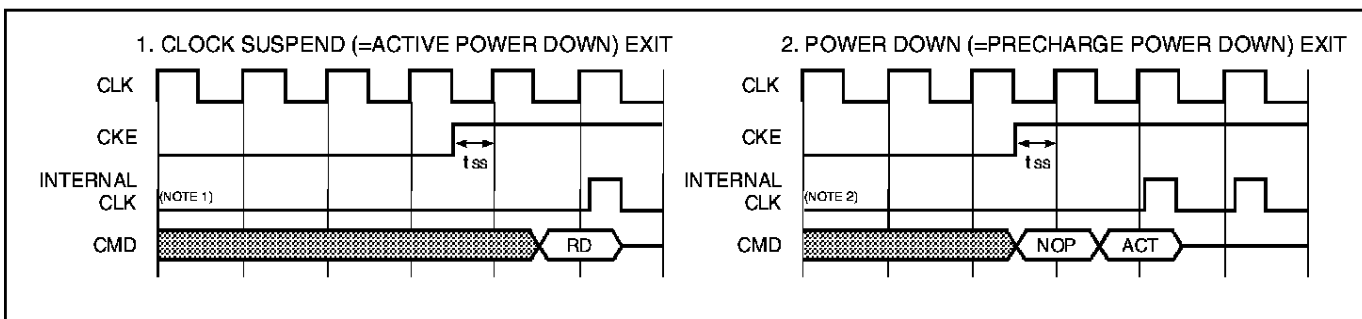 1. CLOCK SUSPEND (=ACTIVE POWER DOWN) EXIT
CLK
CKE
tss
INTERNAL
CLK
(NOTE 1)
CMD
RD
2. POWER DOWN (=PRECHARGE POWER DOWN) EXIT
CLK
CKE
tss
INTERNAL
CLK
(NOTE 2)
CMD
NOP
ACT